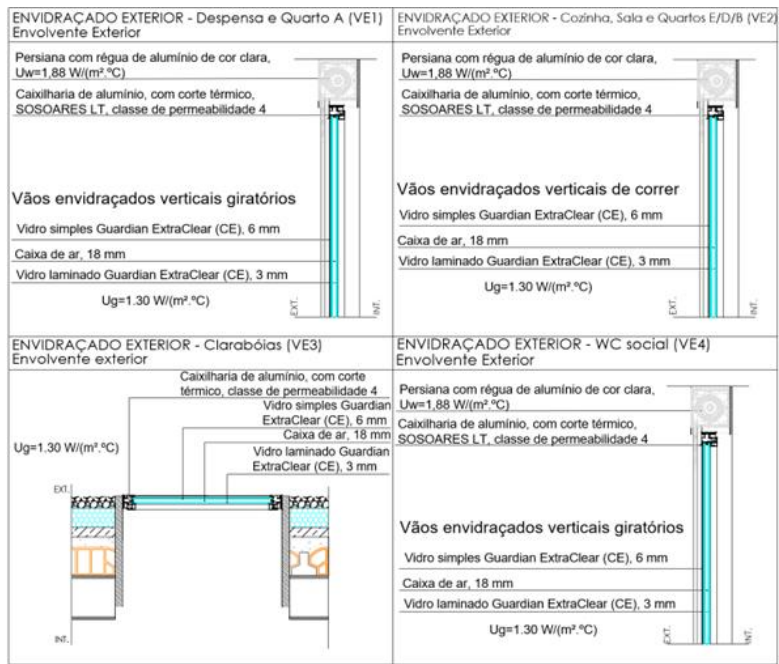 ENVIDRAÇADO EXTERIOR - Despensa e Quarto A (VE1)
Envolvente Exterior
Persiana com régua de alumínio de cor clara,
Uw=1,88 W/(m².ºC)
Caixilharia de alumínio, com corte térmico,
SOSOARES LT, classe de permeabilidade 4
Vãos envidraçados verticais giratórios
Vidro simples Guardian ExtraClear (CE), 6 mm
Caixa de ar, 18 mm
Vidro laminado Guardian ExtraClear (CE), 3 mm
Ug=1.30 W/(m².ºC)
EXT.
INT.
ENVIDRAÇADO EXTERIOR - Cozínha, Sala e Quartos E/D/B (VE2)
Envolvente Exterior
Persiana com régua de alumínio de cor clara,
Uw=1,88 W/(m².ºC)
Caixilharia de alumínio, com corte térmico,
SOSOARES LT, classe de permeabilidade 4
Vãos envidraçados verticais de correr
Vidro simples Guardian ExtraClear (CE), 6 mm
Caixa de ar, 18 mm
Vidro laminado Guardian ExtraClear (CE), 3 mm
Ug=1.30 W/(m².ºC)
EXT.
INT.
ENVIDRAÇADO EXTERIOR - Clarabóias (VE3)
Envolvente exterior
Caixilharia de alumínio, com corte
térmico, classe de permeabilidade 4
Vidro simples Guardian
ExtraClear (CE), 6 mm
Caixa de ar, 18 mm
Vidro laminado Guardian
ExtraClear (CE), 3 mm
Ug=1.30 W/(m².ºC)
EXT.
INT.
ENVIDRAÇADO EXTERIOR - WC social (VE4)
Envolvente Exterior
Persiana com régua de alumínio de cor clara,
Uw=1,88 W/(m².ºC)
Caixilharia de alumínio, com corte térmico,
SOSOARES LT, classe de permeabilidade 4
Vãos envidraçados verticais giratórios
Vidro simples Guardian ExtraClear (CE), 6 mm
Caixa de ar, 18 mm
Vidro laminado Guardian ExtraClear (CE), 3 mm
Ug=1.30 W/(m².ºC)
EXT.
INT.